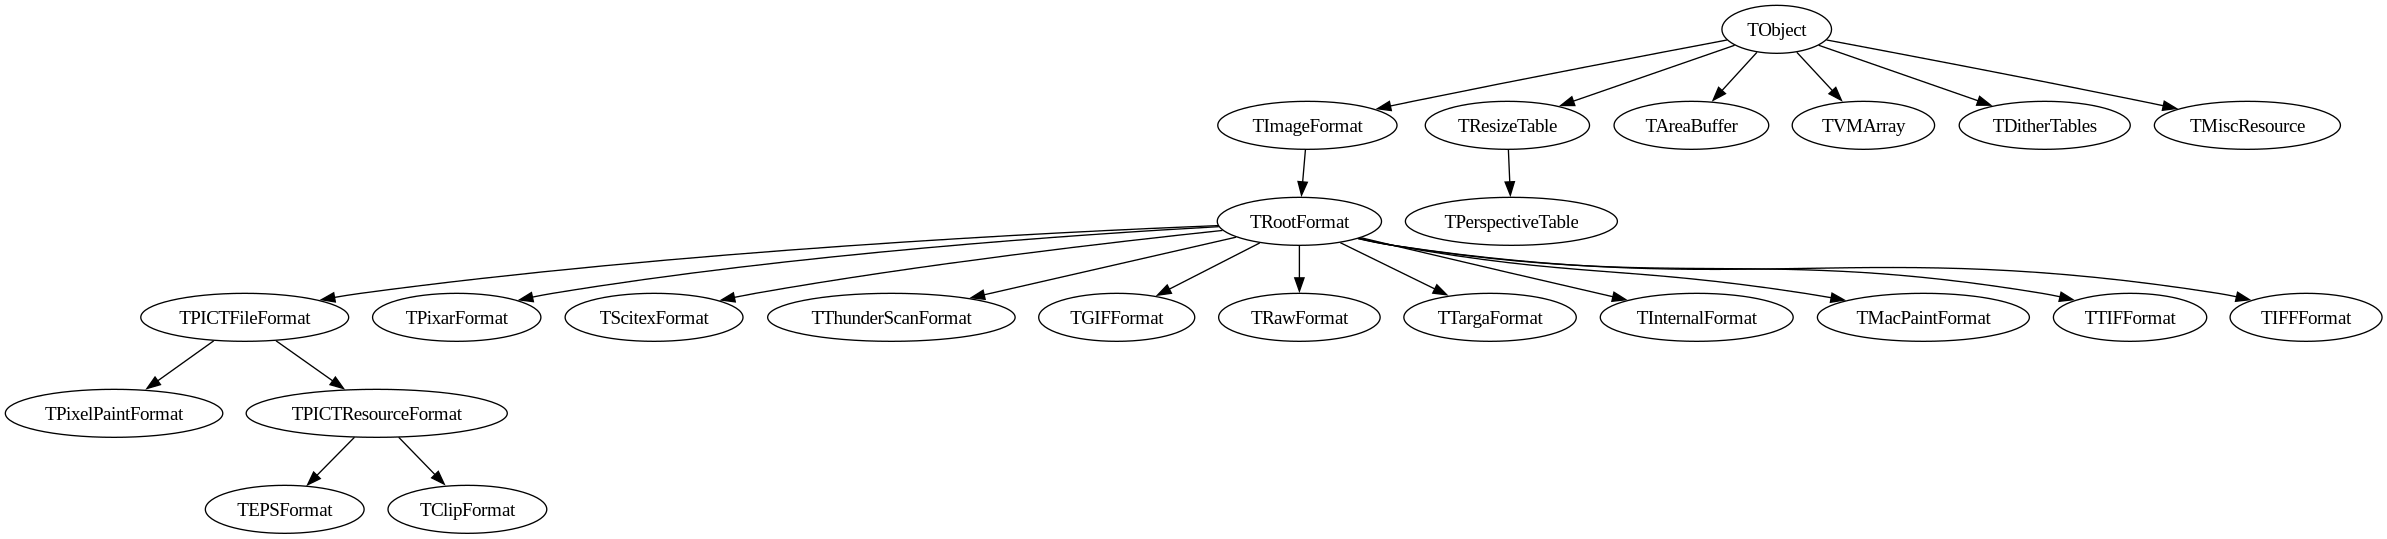 TObject
TImageFormat
TResizeTable
TAreaBuffer
TVMArray
TDitherTables
TMiscResource
TRootFormat
TPerspectiveTable
TPICTFileFormat
TPixarFormat
TScitexFormat
TThunderScanFormat
TGIFFormat
TRawFormat
TTargaFormat
TInternalFormat
TMacPaintFormat
TTIFFormat
TIFFFormat
TPixelPaintFormat
TPICTResourceFormat
TEPSFormat
TClipFormat